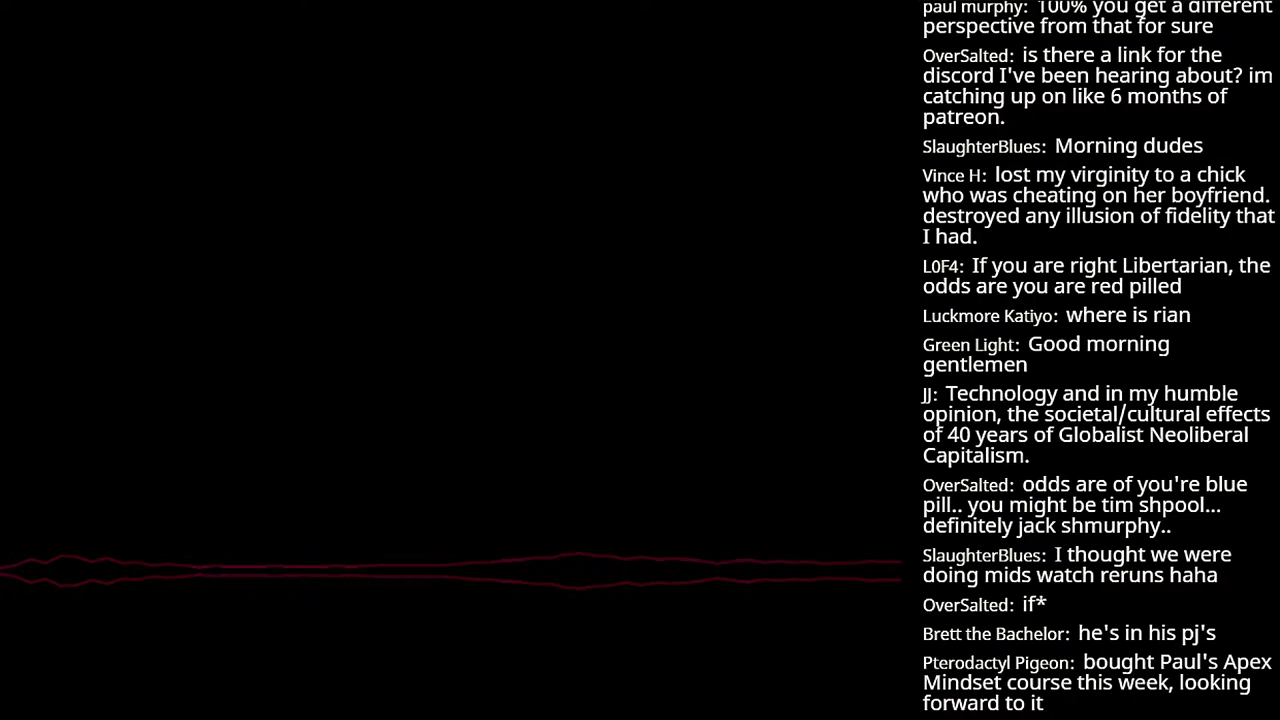 paul murphy: 100% you get a different
perspective from that for sure
OverSalted: is there a link for the
discord I've been hearing about? im
catching up on like 6 months of
patreon.
SlaughterBlues: Morning dudes
Vince H: lost my virginity to a chick
who was cheating on her boyfriend.
destroyed any illusion of fidelity that
I had.
L0F4: If you are right Libertarian, the
odds are you are red pilled
Luckmore Katiyo: where is rian
Green Light: Good morning
gentlemen
JJ: Technology and in my humble
opinion, the societal/cultural effects
of 40 years of Globalist Neoliberal
Capitalism.
OverSalted: odds are of you're blue
pill.. you might be tim shpool...
definitely jack shmurphy..
SlaughterBlues: I thought we were
doing mids watch reruns haha
OverSalted: if*
Brett the Bachelor: he's in his pj's
Pterodactyl Pigeon: bought Paul's Apex
Mindset course this week, looking
forward to it